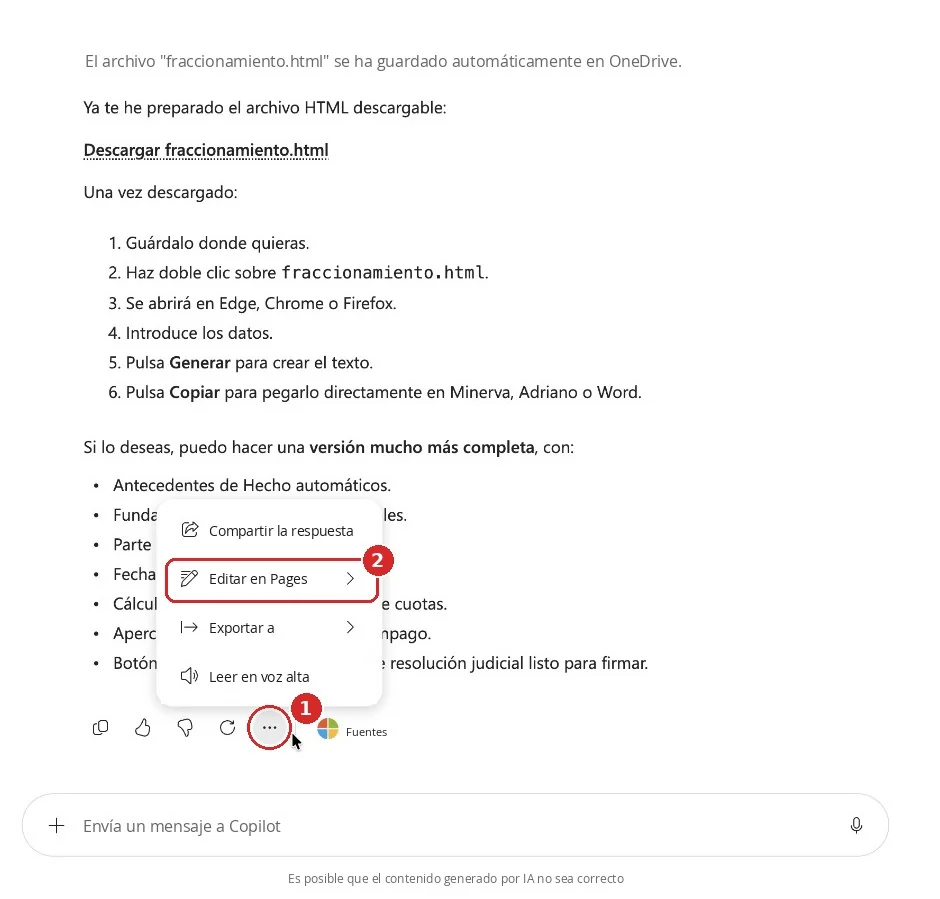 El archivo "fraccionamiento.html" se ha guardado automáticamente en OneDrive.
Ya te he preparado el archivo HTML descargable:
Descargar fraccionamiento.html
Una vez descargado:
1. Guárdalo donde quieras.
2. Haz doble clic sobre fraccionamiento.html.
3. Se abrirá en Edge, Chrome o Firefox.
4. Introduce los datos.
5. Pulsa Generar para crear el texto.
6. Pulsa Copiar para pegarlo directamente en Minerva, Adriano o Word.
Si lo deseas, puedo hacer una versión mucho más completa, con:
• Antecedentes de Hecho automáticos.
• Funda
les.
Compartir la respuesta
• Parte
2
• Fecha
Editar en Pages
• Cálcul
e cuotas.
• Aperc
Exportar a
npago.
• Botón
e resolución judicial listo para firmar.
Leer en voz alta
1
Fuentes
Envía un mensaje a Copilot
Es posible que el contenido generado por IA no sea correcto